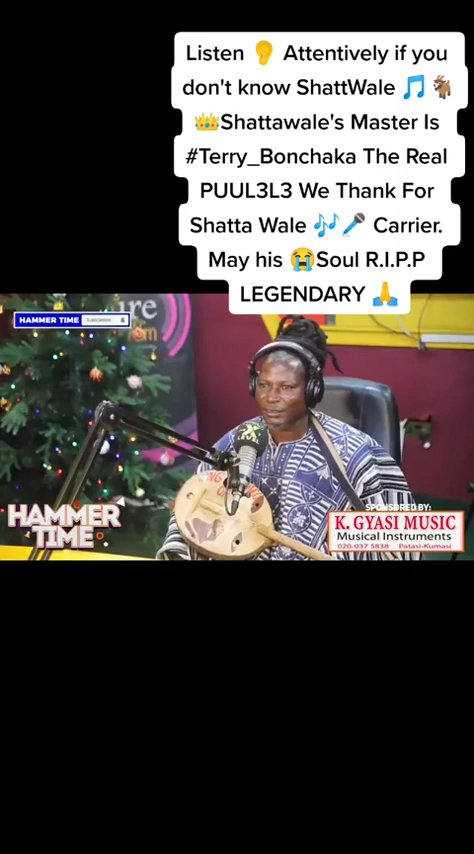 Listen 👂 Attentively if you
don't know ShattWale 🎵🐐
👑Shattawale's Master Is
#Terry_Bonchaka The Real
PUUL3L3 We Thank For
Shatta Wale 🎶🎤 Carrier.
May his 😭Soul R.I.P.P
LEGENDARY 🙏
HAMMER TIME
SUBSCRIBE
ire
HAMMER
TIME
SPONSORED BY:
K. GYASI MUSIC
Musical Instruments
020-037 5838 Patasi-Kumasi